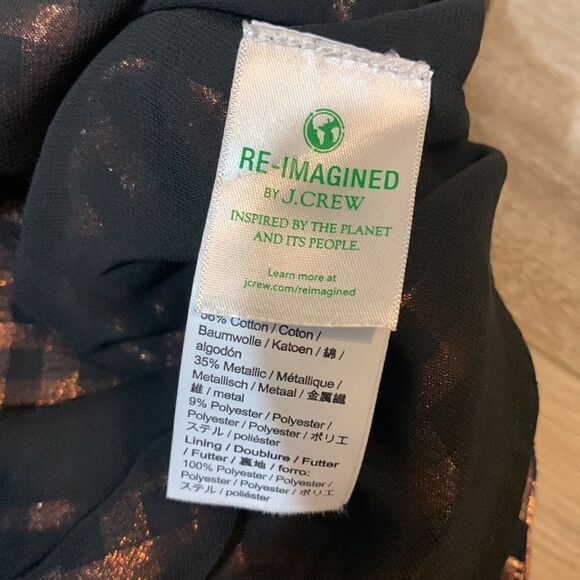 RE-IMAGINED
BY J.CREW
INSPIRED BY THE PLANET
AND ITS PEOPLE.
Learn more at
jcrew.com/reimagined
56% Cotton / Coton /
Baumwolle / Katoen / 綿 /
algodón
35% Metallic / Métallique /
Metallisch / Metaal / 金属繊
維 / metal
9% Polyester / Polyester /
Polyester / Polyester / ポリエ
ステル / poliéster
Lining / Doublure / Futter
/ Futter / 裏地 / forro:
100% Polyester / Polyester
/ Polyester / Polyester / ポリエ
ステル / poliéster